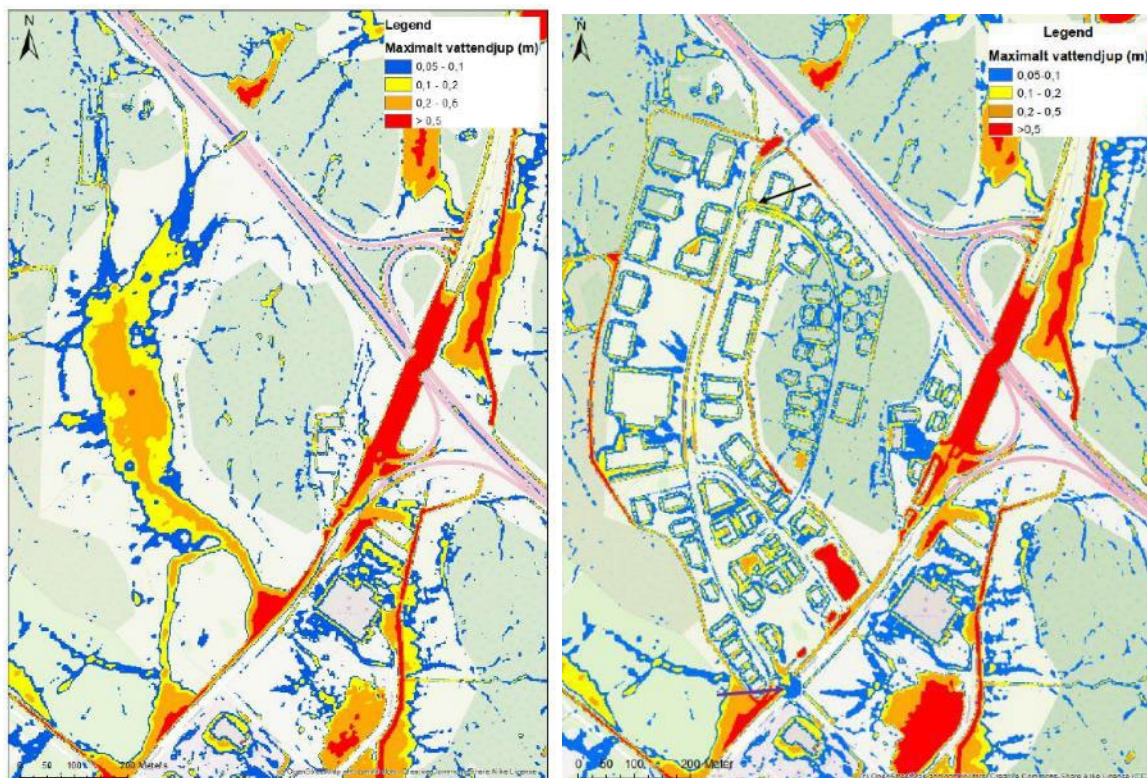 N
Legend
Maximalt vattendjup (m)
0,05 - 0,1
0,1 - 0,2
0,2 - 0,5
> 0,5
0 50 100 200 Meters
N
Legend
Maximalt vattendjup (m)
0,05-0,1
0,1 - 0,2
0,2 - 0,5
>0,5
0 50 100 200 Meters